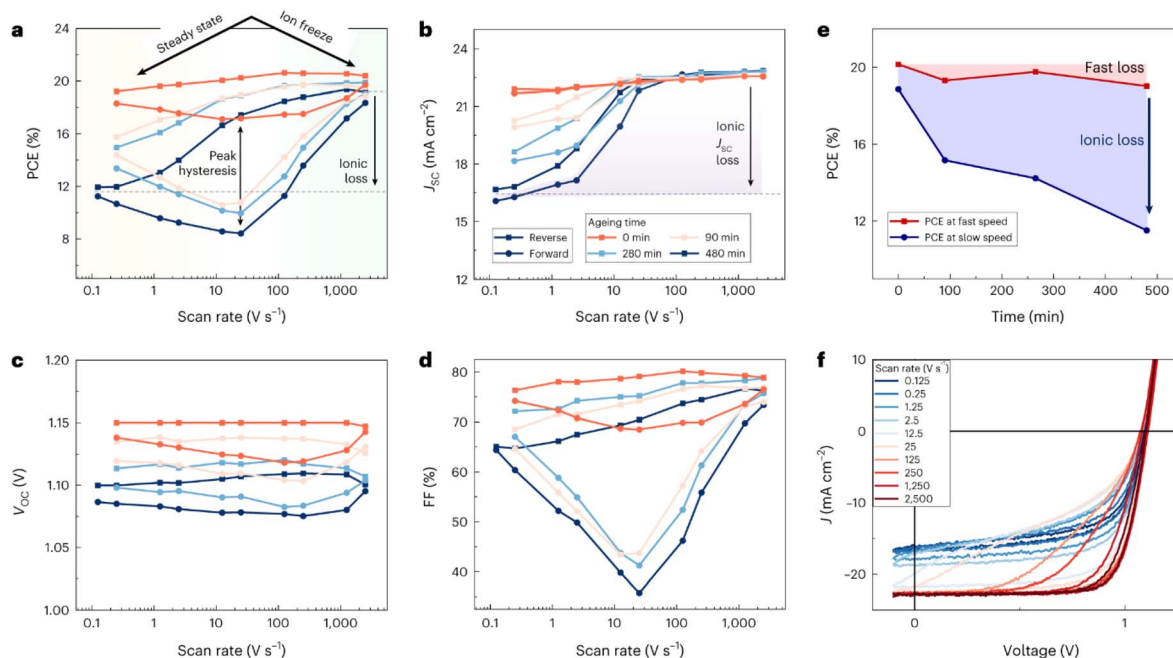 a
Steady state
Ion freeze
24
20
16
12
8
PCE (%)
Peak
hysteresis
Ionic
loss
0.1
1
10
100
1,000
Scan rate (V s⁻¹)
b
24
21
18
15
12
J_SC (mA cm⁻²)
Ionic
J_SC
loss
Ageing time
Reverse
Forward
0 min
90 min
280 min
480 min
0.1
1
10
100
1,000
Scan rate (V s⁻¹)
e
20
16
12
PCE (%)
Fast loss
Ionic loss
PCE at fast speed
PCE at slow speed
0
100
200
300
400
500
Time (min)
c
1.20
1.15
1.10
1.05
1.00
V_OC (V)
0.1
1
10
100
1,000
Scan rate (V s⁻¹)
d
80
70
60
50
40
FF (%)
0.1
1
10
100
1,000
Scan rate (V s⁻¹)
f
10
0
−10
−20
J (mA cm⁻²)
Scan rate (V s⁻¹)
0.125
0.25
1.25
2.5
12.5
25
125
250
1,250
2,500
0
1
Voltage (V)